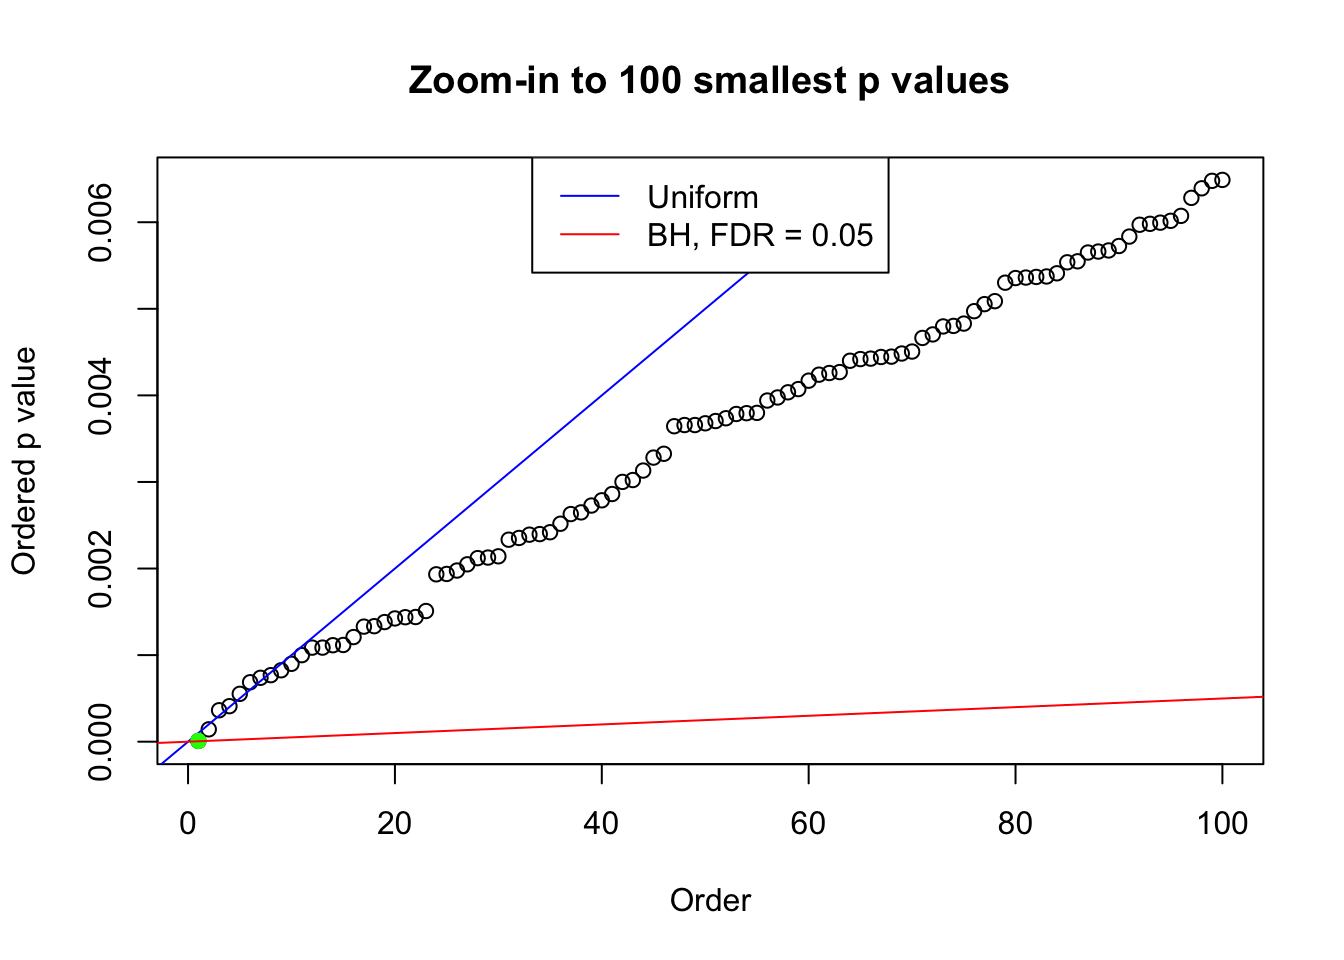 Zoom-in to 100 smallest p values
Uniform
BH, FDR = 0.05
Ordered p value
0.006
0.004
0.002
0.000
0 20 40 60 80 100
Order